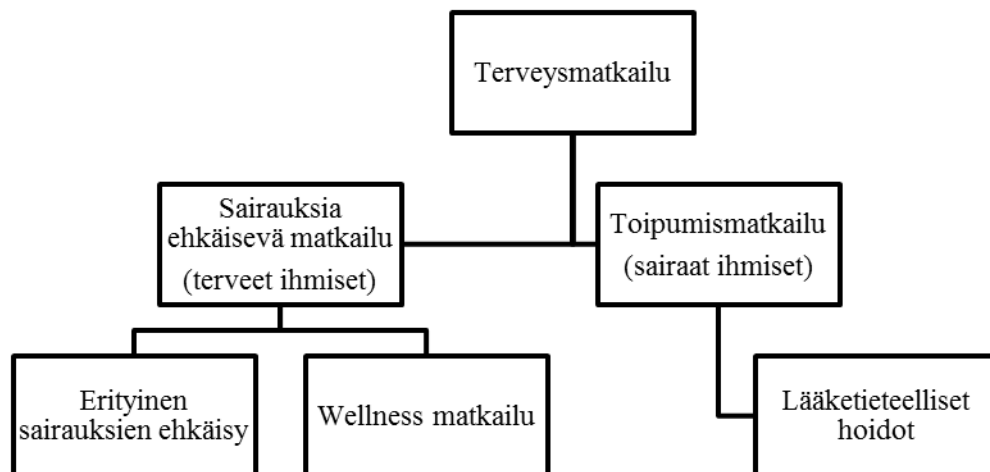 Terveysmatkailu
Sairauksia
ehkäisevä matkailu
(terveet ihmiset)
Toipumismatkailu
(sairaat ihmiset)
Erityinen
sairauksien ehkäisy
Wellness matkailu
Lääketieteelliset
hoidot